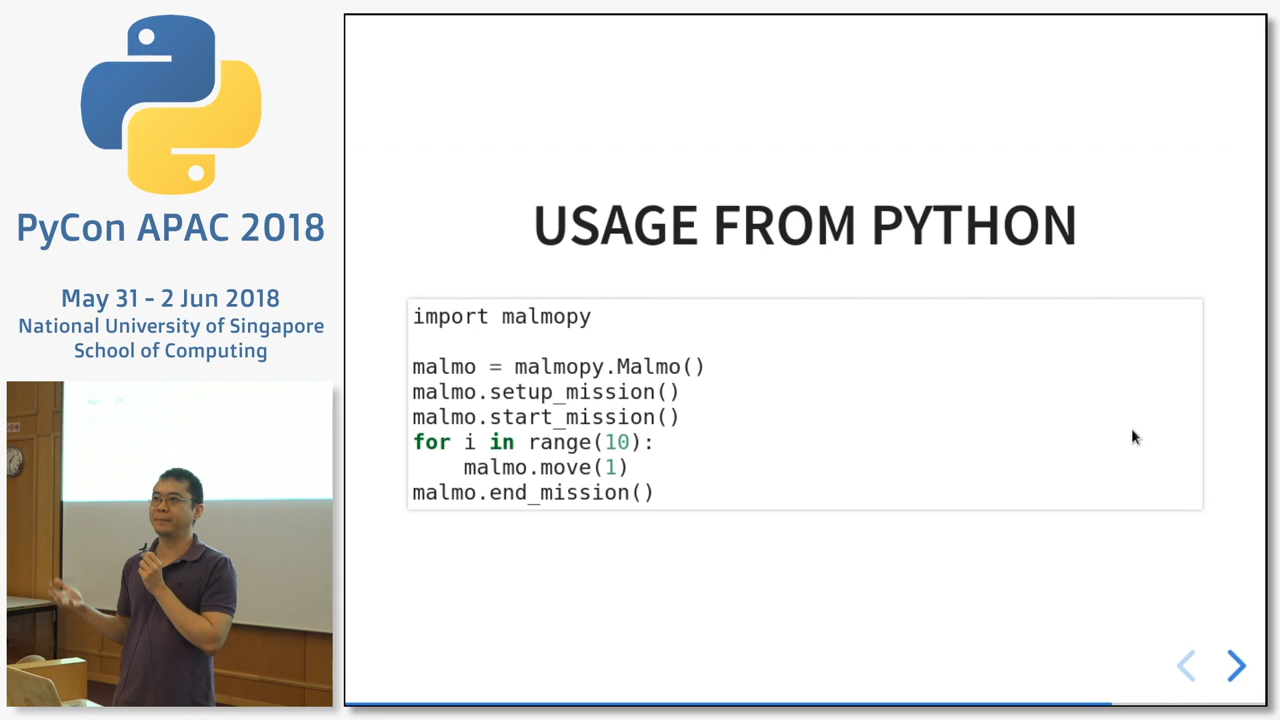 PyCon APAC 2018
May 31 - 2 Jun 2018
National University of Singapore
School of Computing
USAGE FROM PYTHON
import malmopy
malmo = malmopy.Malmo()
malmo.setup_mission()
malmo.start_mission()
for i in range(10):
    malmo.move(1)
malmo.end_mission()